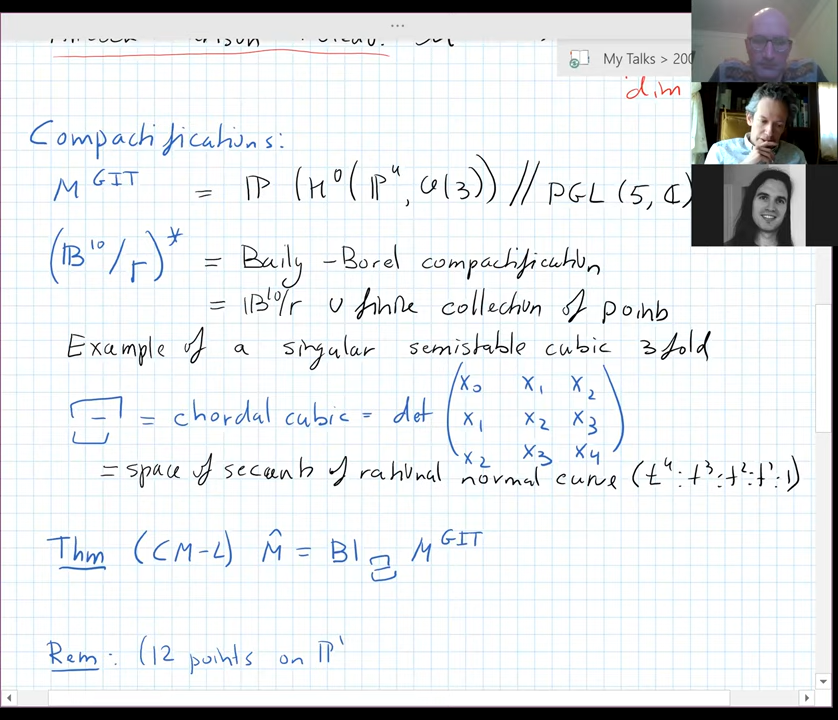 My Talks > 200
dim
Compactifications:
M^GIT = ℙ (H⁰(ℙ⁴, O(3)) // PGL (5, ℂ)
(𝔹¹⁰/Γ)* = Baily-Borel compactification
= 𝔹¹⁰/Γ ∪ finite collection of points
Example of a singular semistable cubic 3fold
Ξ = chordal cubic = det (x₀ x₁ x₂
x₁ x₂ x₃
x₂ x₃ x₄)
= space of secants of rational normal curve (t⁴:t³:t²:t¹:1)
Thm (CM-L) M̂ = Bl_Ξ M^GIT
Rem: (12 points on ℙ¹